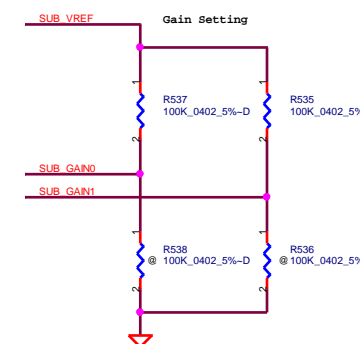 SUB_VREF
Gain Setting
1
1
R537
100K_0402_5%~D
R535
100K_0402_5%
2
2
SUB_GAIN0
SUB_GAIN1
1
1
R538
@ 100K_0402_5%~D
R536
@ 100K_0402_5%
2
2